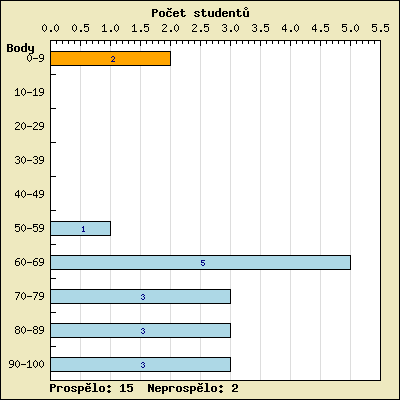 Počet studentů
0.0 0.5 1.0 1.5 2.0 2.5 3.0 3.5 4.0 4.5 5.0 5.5
Body
0-9 2
10-19
20-29
30-39
40-49
50-59 1
60-69 5
70-79 3
80-89 3
90-100 3
Prospělo: 15 Neprospělo: 2